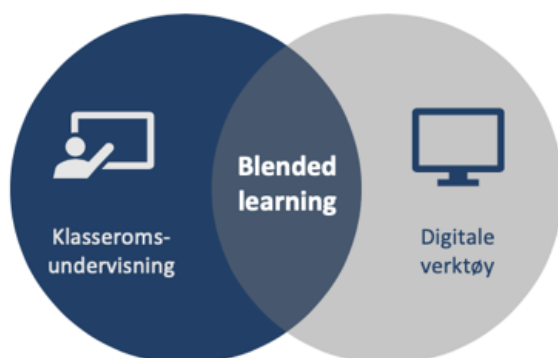 Klasseroms-
undervisning
Blended
learning
Digitale
verktøy